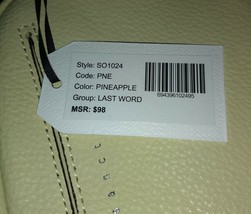 Style: SO1024
Code: PNE
Color: PINEAPPLE
Group: LAST WORD
MSR: $98
694396102495